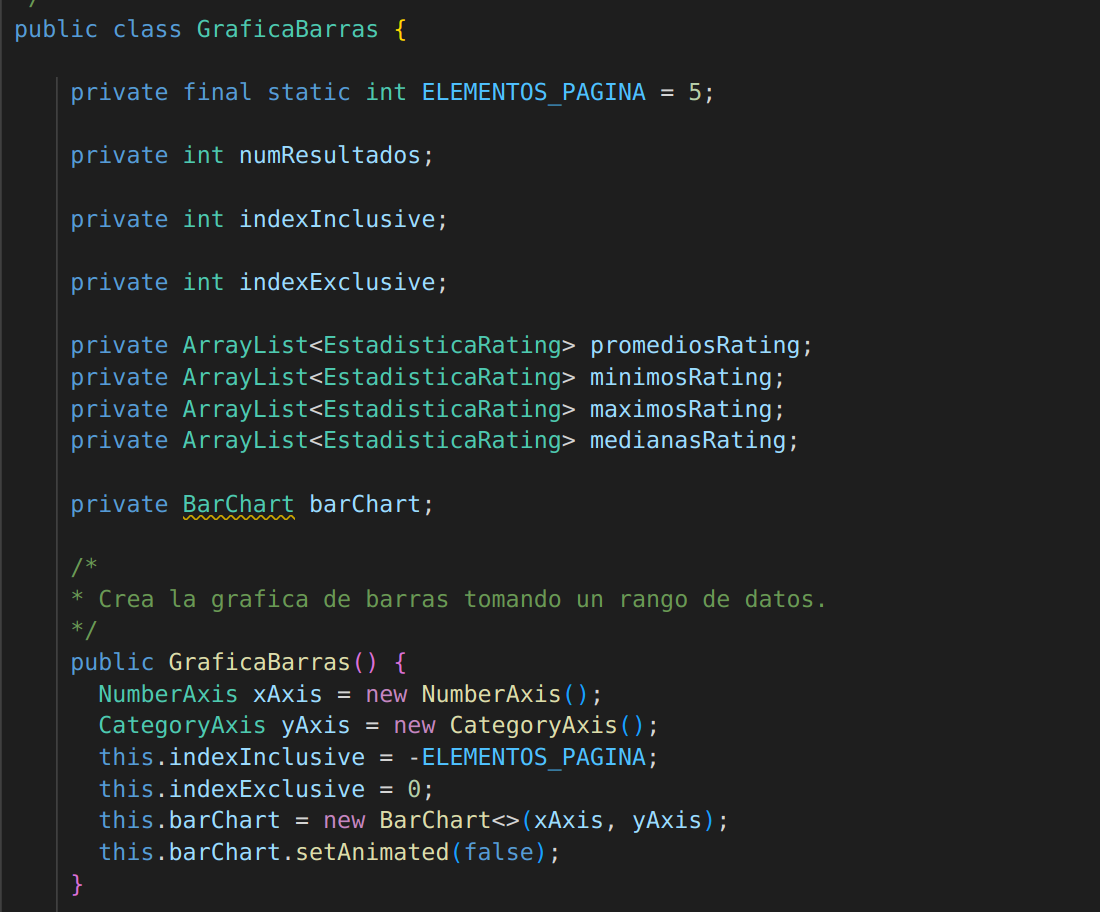 /
public class GraficaBarras {
private final static int ELEMENTOS_PAGINA = 5;
private int numResultados;
private int indexInclusive;
private int indexExclusive;
private ArrayList<EstadisticaRating> promediosRating;
private ArrayList<EstadisticaRating> minimosRating;
private ArrayList<EstadisticaRating> maximosRating;
private ArrayList<EstadisticaRating> medianasRating;
private BarChart barChart;
/*
* Crea la grafica de barras tomando un rango de datos.
*/
public GraficaBarras() {
NumberAxis xAxis = new NumberAxis();
CategoryAxis yAxis = new CategoryAxis();
this.indexInclusive = -ELEMENTOS_PAGINA;
this.indexExclusive = 0;
this.barChart = new BarChart<>(xAxis, yAxis);
this.barChart.setAnimated(false);
}